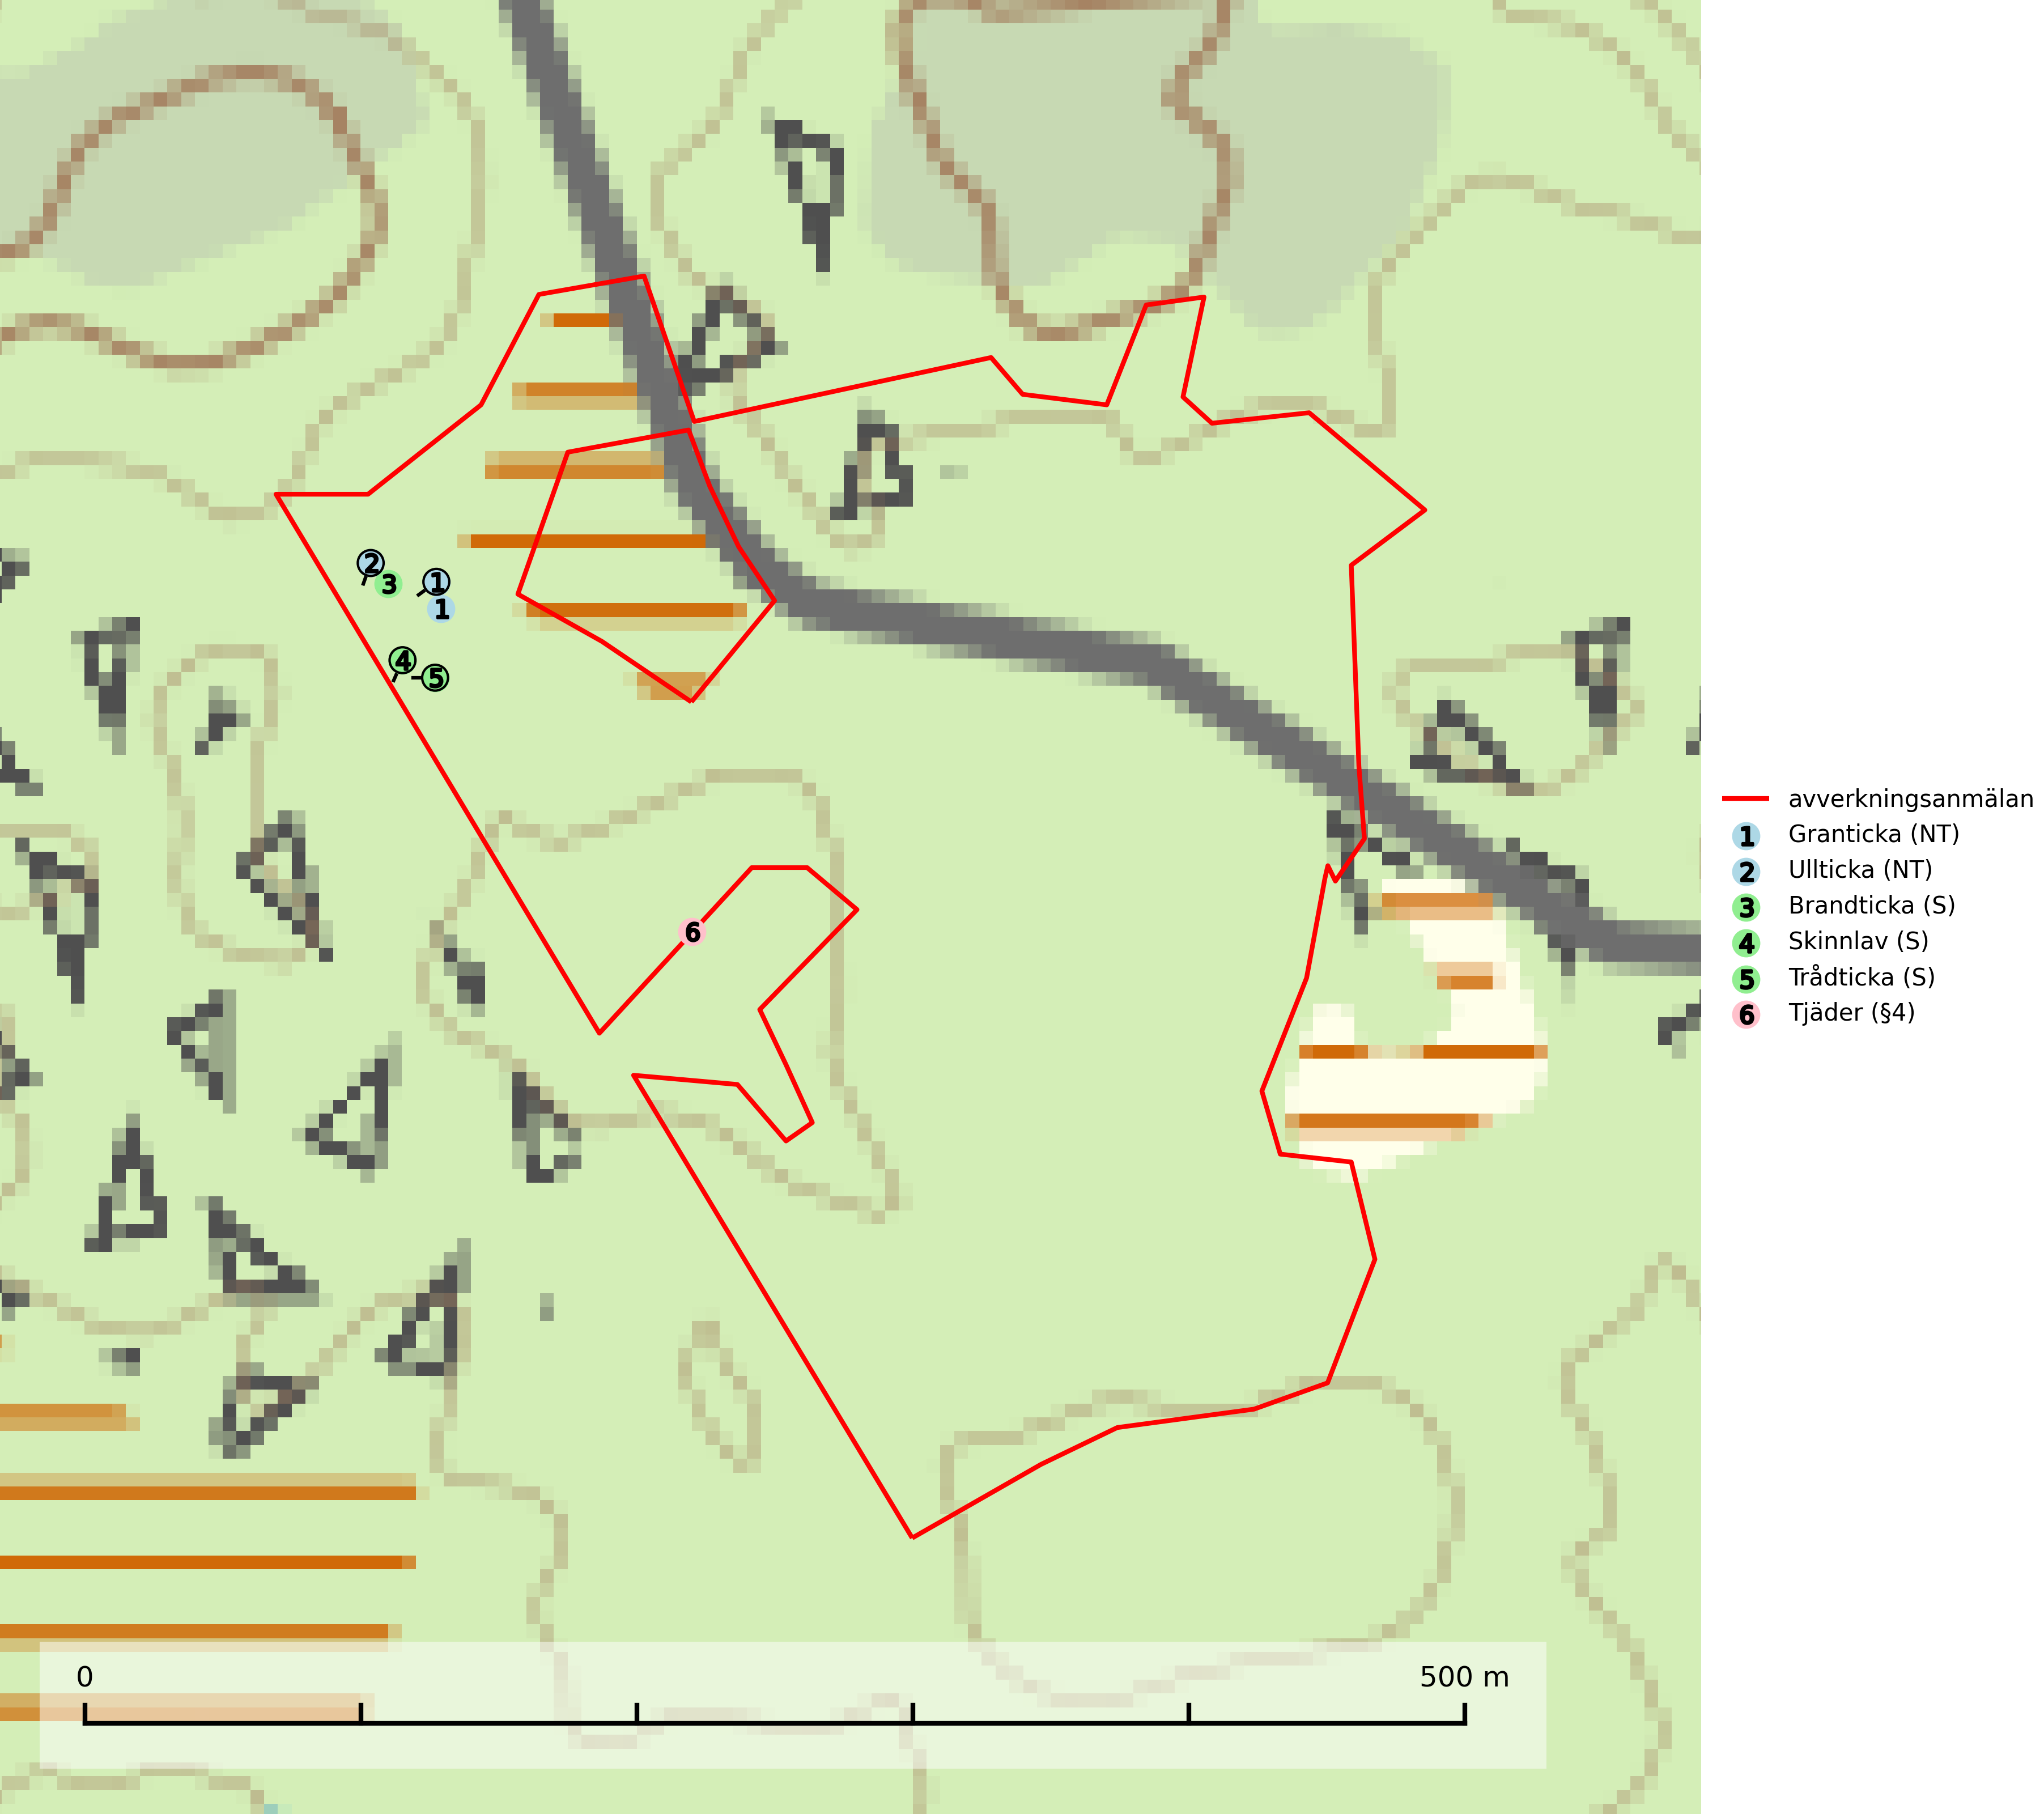 2
3
1
1
4
5
6
avverkningsanmälan
1 Granticka (NT)
2 Ullticka (NT)
3 Brandticka (S)
4 Skinnlav (S)
5 Trådticka (S)
6 Tjäder (§4)
0 500 m